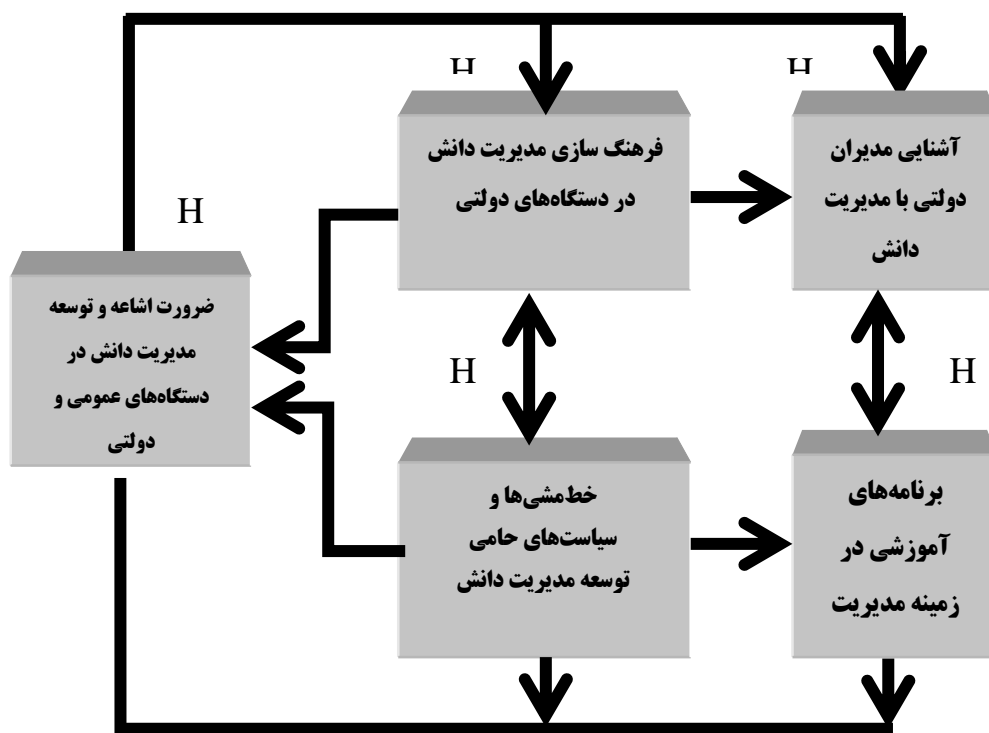 H
H
آشنایی مدیران
دولتی با مدیریت
دانش
فرهنگ سازی مدیریت دانش
در دستگاه‌های دولتی
H
ضرورت اشاعه و توسعه
مدیریت دانش در
دستگاه‌های عمومی و
دولتی
H
H
برنامه‌های
آموزشی در
زمینه مدیریت
خط‌مشی‌ها و
سیاست‌های حامی
توسعه مدیریت دانش